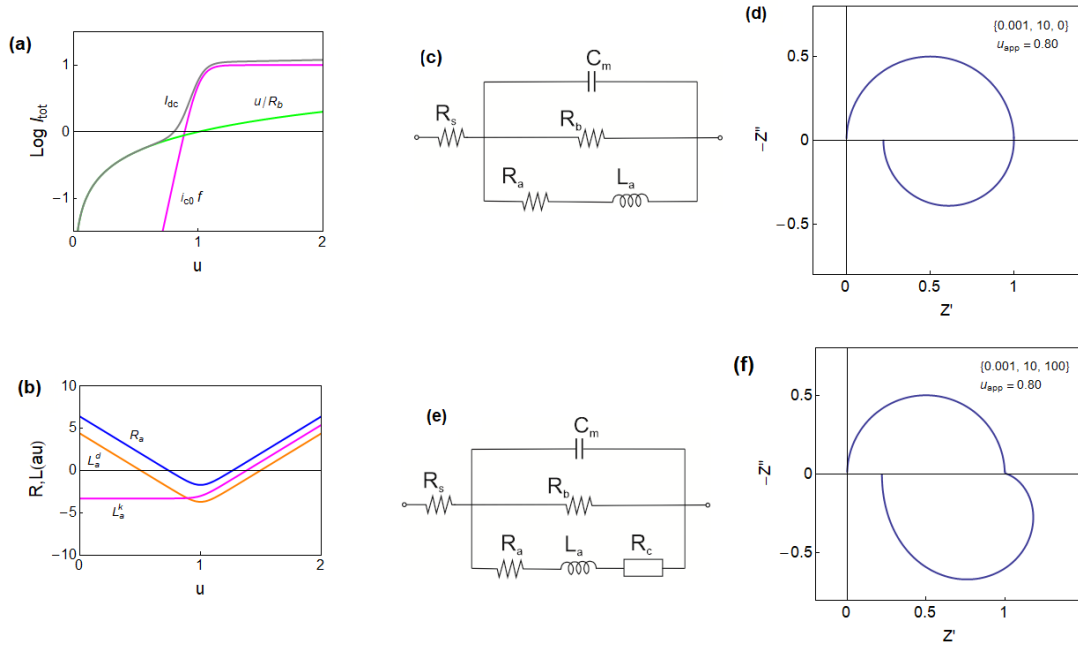 (a)
Log I_tot
1
0
−1
I_dc
u/R_b
i_c0 f
0
1
2
u
(c)
C_m
R_s
R_b
R_a
L_a
(d)
{0.001, 10, 0}
u_app = 0.80
−Z''
0.5
0
−0.5
0
0.5
1
Z'
(b)
R,L(au)
10
5
0
−5
−10
R_a
L_a^d
L_a^k
0
1
2
u
(e)
C_m
R_s
R_b
R_a
L_a
R_c
(f)
{0.001, 10, 100}
u_app = 0.80
−Z''
0.5
0
−0.5
0
0.5
1
Z'